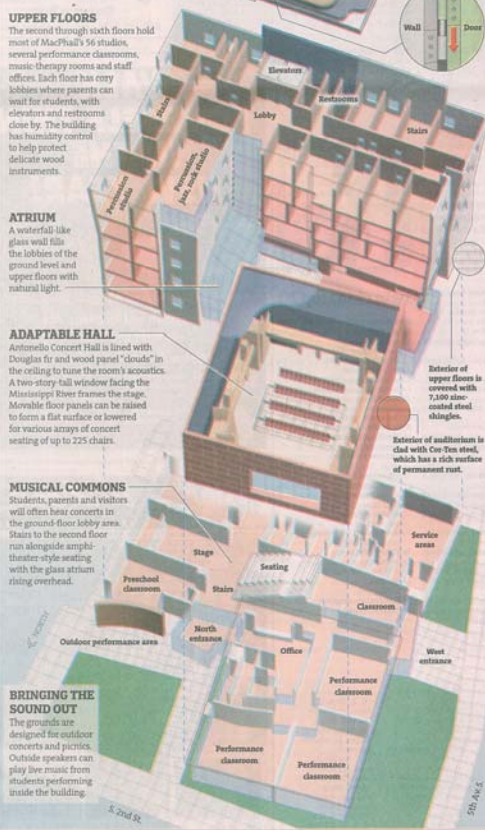 Wall
Door
UPPER FLOORS
The second through sixth floors hold
most of MacPhail's 56 studios,
several performance classrooms,
music-therapy rooms and staff
offices. Each floor has cozy
lobbies where parents can
wait for students, with
elevators and restrooms
close by. The building
has humidity control
to help protect
delicate wood
instruments.
Elevators
Restrooms
Stairs
Lobby
Stairs
Percussion
studio
Percussion,
jazz, rock studio
ATRIUM
A waterfall-like
glass wall fills
the lobbies of the
ground level and
upper floors with
natural light.
ADAPTABLE HALL
Antonello Concert Hall is lined with
Douglas fir and wood panel "clouds" in
the ceiling to tune the room's acoustics.
A two-story-tall window facing the
Mississippi River frames the stage.
Movable floor panels can be raised
to form a flat surface or lowered
for various arrays of concert
seating of up to 225 chairs.
Exterior of
upper floors is
covered with
7,100 zinc-
coated steel
shingles.
Exterior of auditorium is
clad with Cor-Ten steel,
which has a rich surface
of permanent rust.
MUSICAL COMMONS
Students, parents and visitors
will often hear concerts in
the ground-floor lobby area.
Stairs to the second floor
run alongside amphi-
theater-style seating
with the glass atrium
rising overhead.
Service
areas
Stage
Seating
Preschool
classroom
Stairs
Classroom
NORTH
Outdoor performance area
North
entrance
Office
West
entrance
Performance
classroom
BRINGING THE
SOUND OUT
The grounds are
designed for outdoor
concerts and picnics.
Outside speakers can
play live music from
students performing
inside the building.
Performance
classroom
Performance
classroom
S. 2nd St.
5th Av. S.